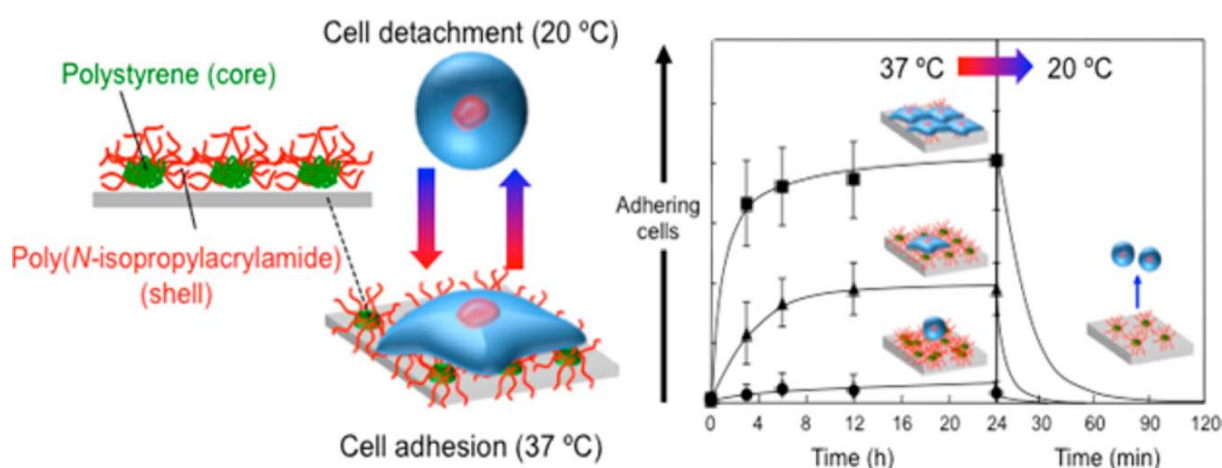 Cell detachment (20 ºC)
Polystyrene (core)
Poly(N-isopropylacrylamide)
(shell)
Cell adhesion (37 ºC)
37 ºC
20 ºC
Adhering
cells
0 4 8 12 16 20 24 30 60 90 120
Time (h)
Time (min)